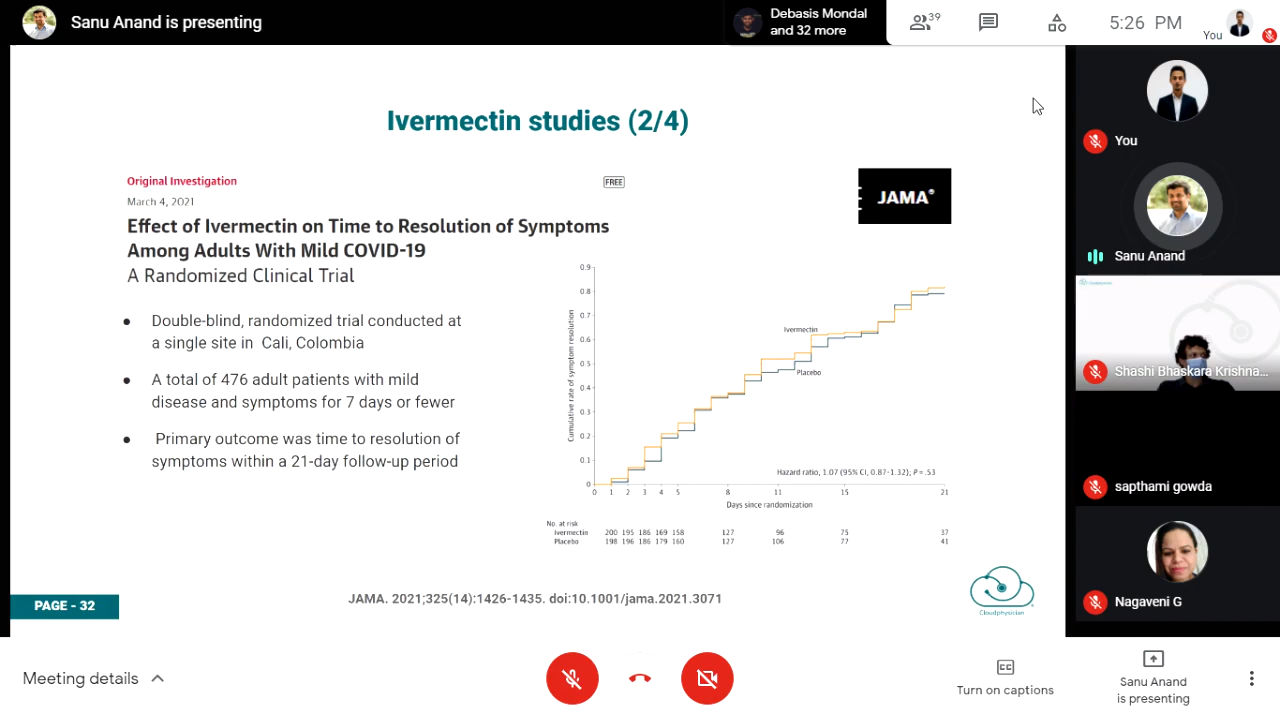 Sanu Anand is presenting
Debasis Mondal
and 32 more
39
5:26 PM
You
Ivermectin studies (2/4)
Original Investigation
FREE
March 4, 2021
JAMA®
Effect of Ivermectin on Time to Resolution of Symptoms
Among Adults With Mild COVID-19
A Randomized Clinical Trial
● Double-blind, randomized trial conducted at
a single site in Cali, Colombia
● A total of 476 adult patients with mild
disease and symptoms for 7 days or fewer
● Primary outcome was time to resolution of
symptoms within a 21-day follow-up period
Cumulative rate of symptom resolution
0.9
0.8
0.7
0.6
0.5
0.4
0.3
0.2
0.1
0
Ivermectin
Placebo
Hazard ratio, 1.07 (95% CI, 0.87-1.32); P = .53
0 1 2 3 4 5 8 11 15 21
Days since randomization
No. at risk
Ivermectin 200 195 186 169 158 127 96 75 37
Placebo 198 196 186 179 160 127 106 77 41
PAGE - 32
JAMA. 2021;325(14):1426-1435. doi:10.1001/jama.2021.3071
Cloudphysician
You
Sanu Anand
Cloudphysician
Shashi Bhaskara Krishna...
sapthami gowda
Nagaveni G
Meeting details
CC
Turn on captions
Sanu Anand
is presenting